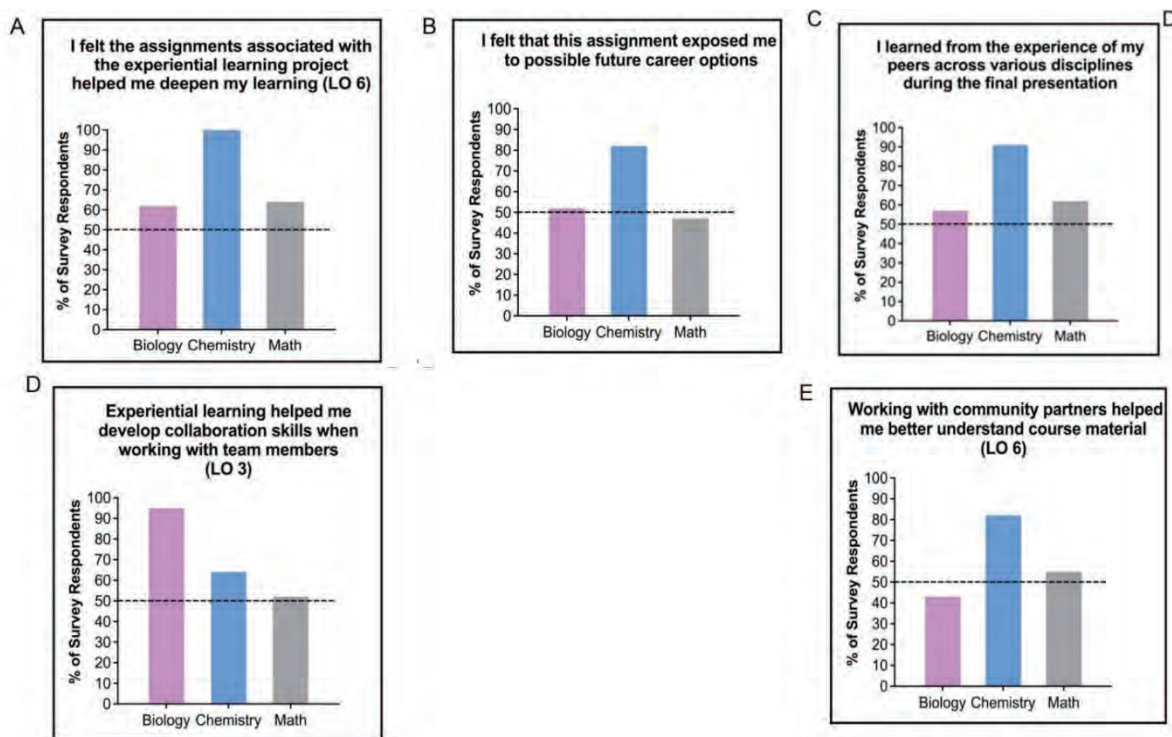 A
I felt the assignments associated with
the experiential learning project
helped me deepen my learning (LO 6)
% of Survey Respondents
100
90
80
70
60
50
40
30
20
10
0
Biology Chemistry Math
B
I felt that this assignment exposed me
to possible future career options
% of Survey Respondents
100
90
80
70
60
50
40
30
20
10
0
Biology Chemistry Math
C
I learned from the experience of my
peers across various disciplines
during the final presentation
% of Survey Respondents
100
90
80
70
60
50
40
30
20
10
0
Biology Chemistry Math
D
Experiential learning helped me
develop collaboration skills when
working with team members
(LO 3)
% of Survey Respondents
100
90
80
70
60
50
40
30
20
10
0
Biology Chemistry Math
E
Working with community partners helped
me better understand course material
(LO 6)
% of Survey Respondents
100
90
80
70
60
50
40
30
20
10
0
Biology Chemistry Math